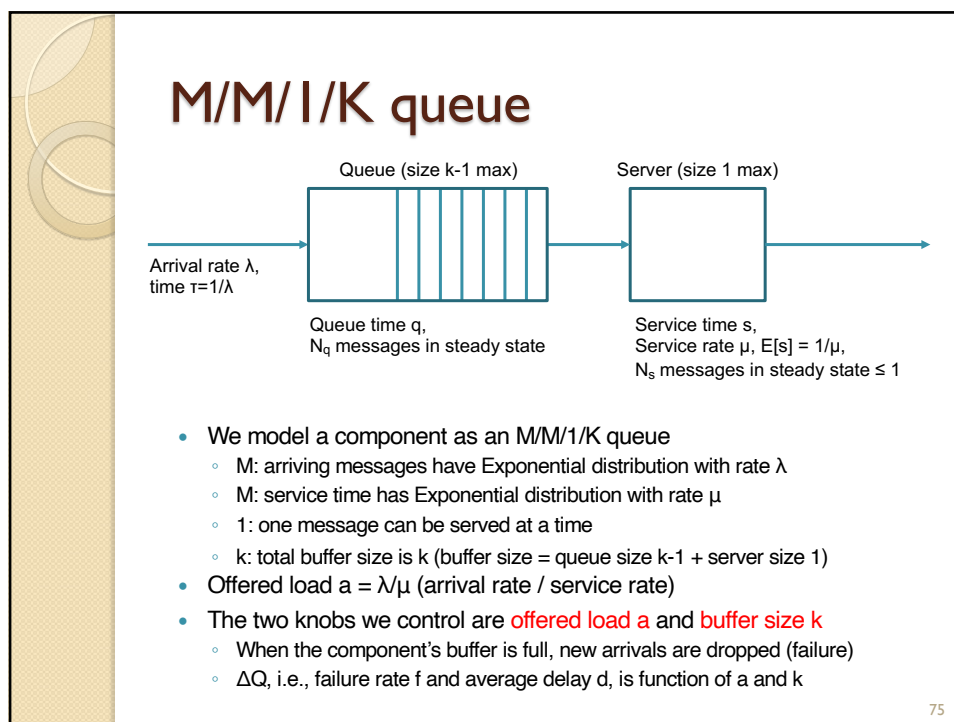 M/M/1/K queue
Queue (size k-1 max)
Server (size 1 max)
Arrival rate λ,
time τ=1/λ
Queue time q,
Nq messages in steady state
Service time s,
Service rate μ, E[s] = 1/μ,
Ns messages in steady state ≤ 1
• We model a component as an M/M/1/K queue
◦ M: arriving messages have Exponential distribution with rate λ
◦ M: service time has Exponential distribution with rate μ
◦ 1: one message can be served at a time
◦ k: total buffer size is k (buffer size = queue size k-1 + server size 1)
• Offered load a = λ/μ (arrival rate / service rate)
• The two knobs we control are offered load a and buffer size k
◦ When the component's buffer is full, new arrivals are dropped (failure)
◦ ΔQ, i.e., failure rate f and average delay d, is function of a and k
75